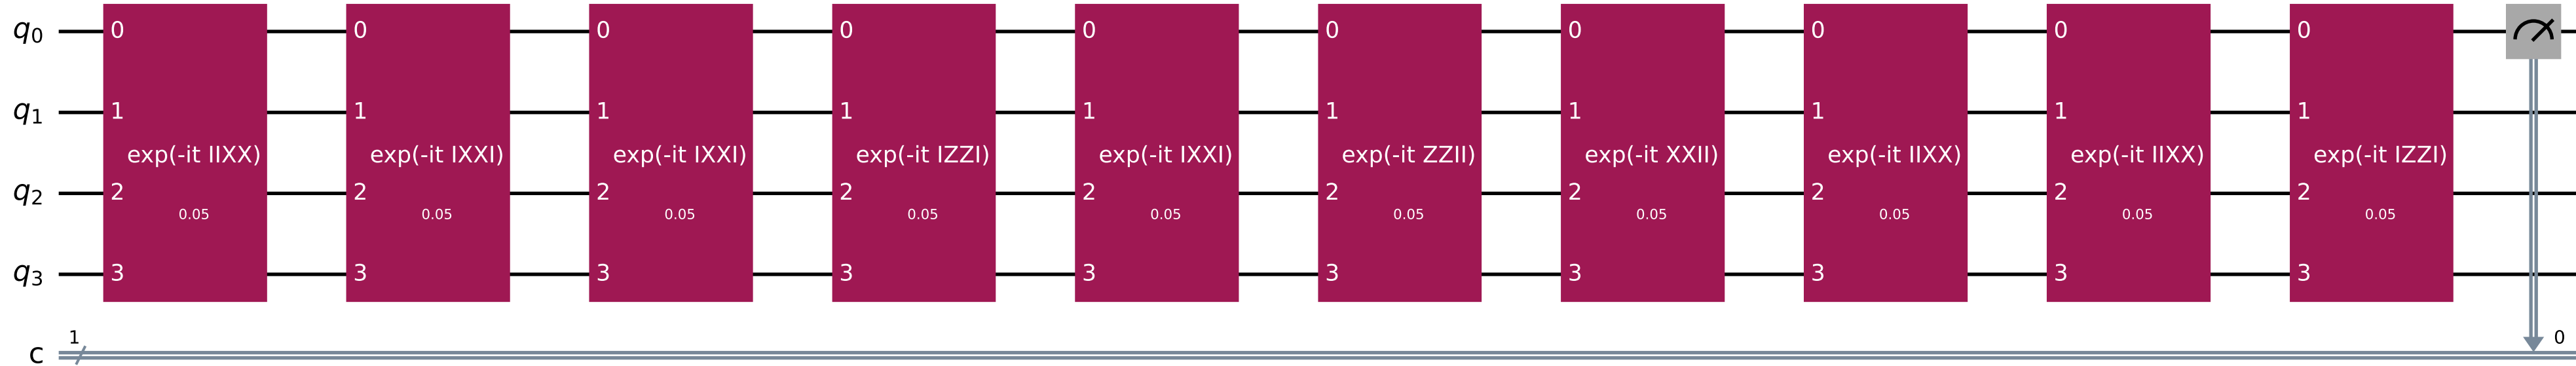 q0 0 0 0 0 0 0 0 0 0 0
q1 1 1 1 1 1 1 1 1 1 1
exp(-it IIXX) exp(-it IXXI) exp(-it IXXI) exp(-it IZZI) exp(-it IXXI) exp(-it ZZII) exp(-it XXII) exp(-it IIXX) exp(-it IIXX) exp(-it IZZI)
q2 2 2 2 2 2 2 2 2 2 2
0.05 0.05 0.05 0.05 0.05 0.05 0.05 0.05 0.05 0.05
q3 3 3 3 3 3 3 3 3 3 3
1 0
c